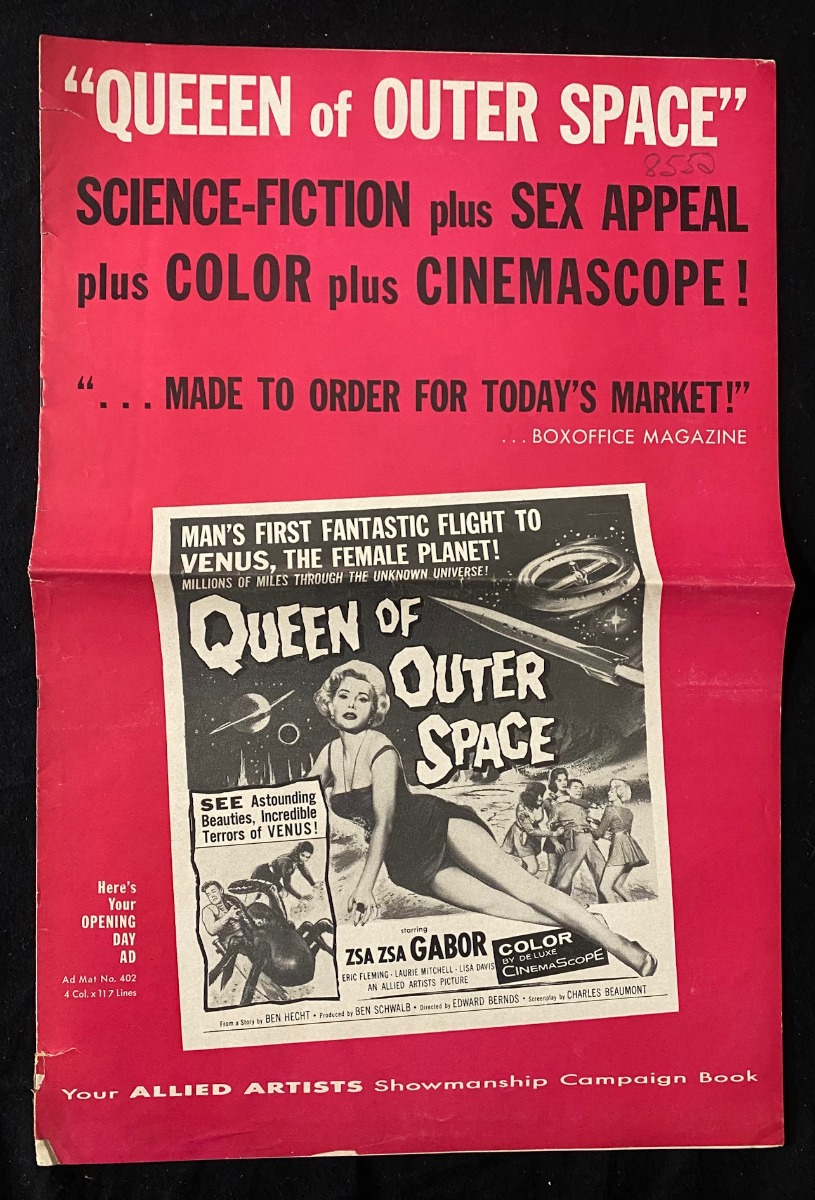 “QUEEEN of OUTER SPACE”
8550
SCIENCE-FICTION plus SEX APPEAL
plus COLOR plus CINEMASCOPE!
“. . . MADE TO ORDER FOR TODAY’S MARKET!”
. . . BOXOFFICE MAGAZINE
MAN’S FIRST FANTASTIC FLIGHT TO
VENUS, THE FEMALE PLANET!
MILLIONS OF MILES THROUGH THE UNKNOWN UNIVERSE!
QUEEN OF
OUTER
SPACE
SEE Astounding
Beauties, Incredible
Terrors of VENUS!
starring
ZSA ZSA GABOR
ERIC FLEMING · LAURIE MITCHELL · LISA DAVIS
AN ALLIED ARTISTS PICTURE
COLOR
BY DE LUXE
CINEMASCOPE
From a Story by BEN HECHT • Produced by BEN SCHWALB • Directed by EDWARD BERNDS • Screenplay by CHARLES BEAUMONT
Here’s
Your
OPENING
DAY
AD
Ad Mat No. 402
4 Col. x 117 Lines
Your ALLIED ARTISTS Showmanship Campaign Book